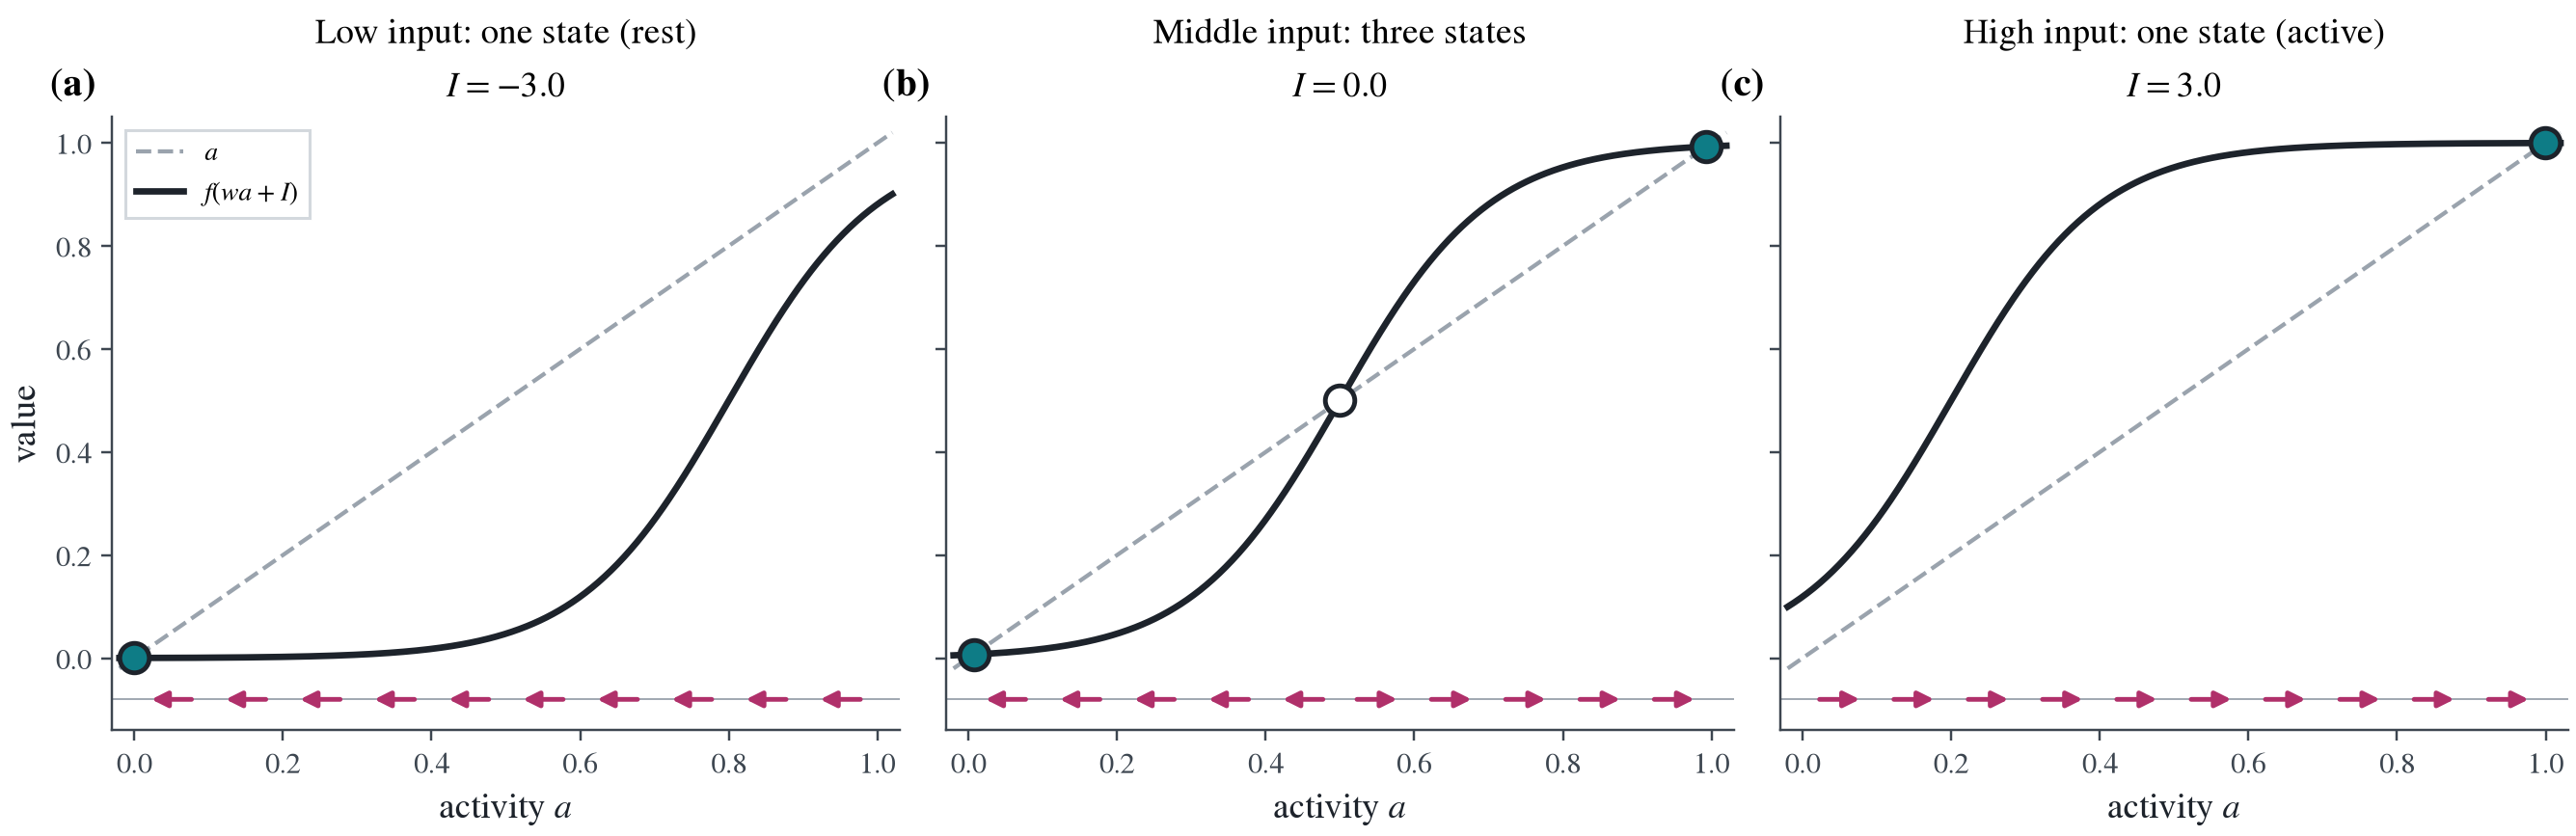 Low input: one state (rest)
(a)
I = −3.0
a
f(wa + I)
value
1.0
0.8
0.6
0.4
0.2
0.0
0.0 0.2 0.4 0.6 0.8 1.0
activity a
Middle input: three states
(b)
I = 0.0
0.0 0.2 0.4 0.6 0.8 1.0
activity a
High input: one state (active)
(c)
I = 3.0
0.0 0.2 0.4 0.6 0.8 1.0
activity a